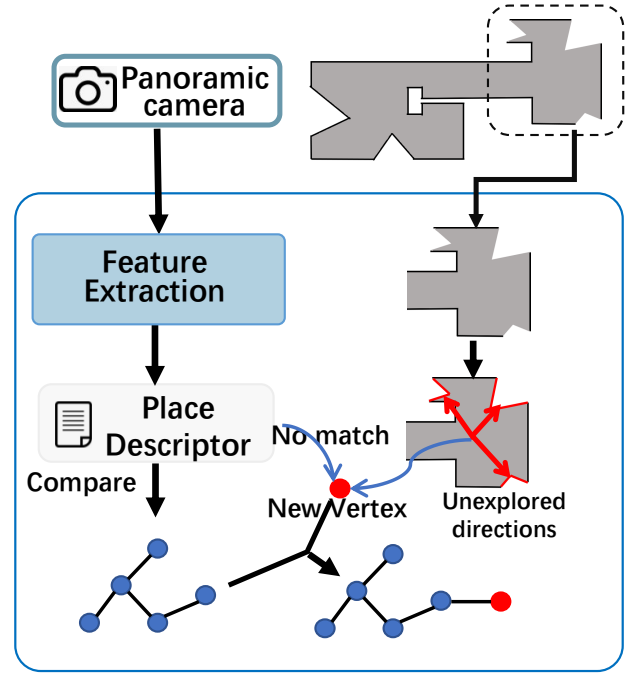 Panoramic
camera
Feature
Extraction
Place
Descriptor
No match
Compare
New Vertex
Unexplored
directions